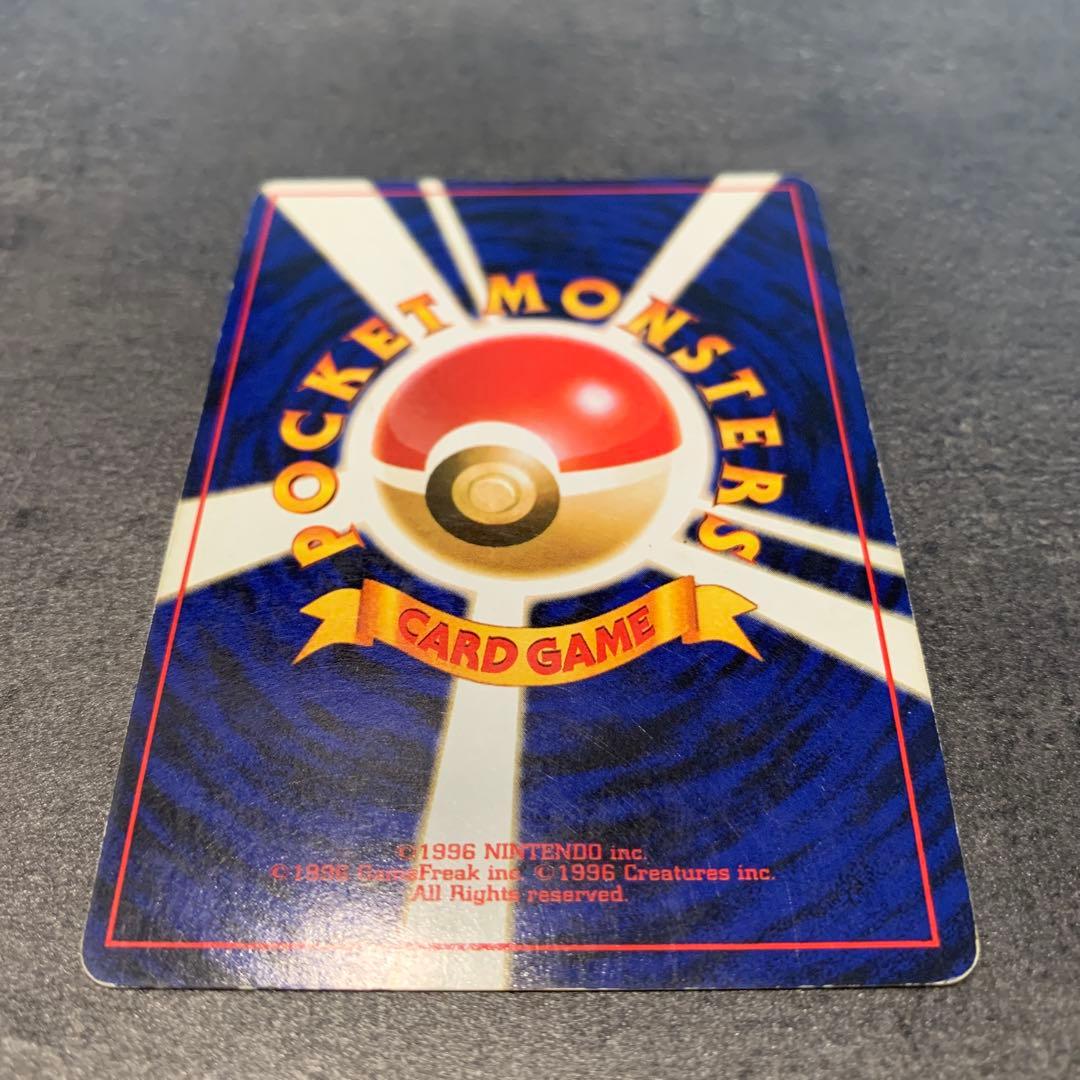 POCKET MONSTERS
CARD GAME
©1996 NINTENDO inc.
©1996 GameFreak inc. ©1996 Creatures inc.
All Rights reserved.